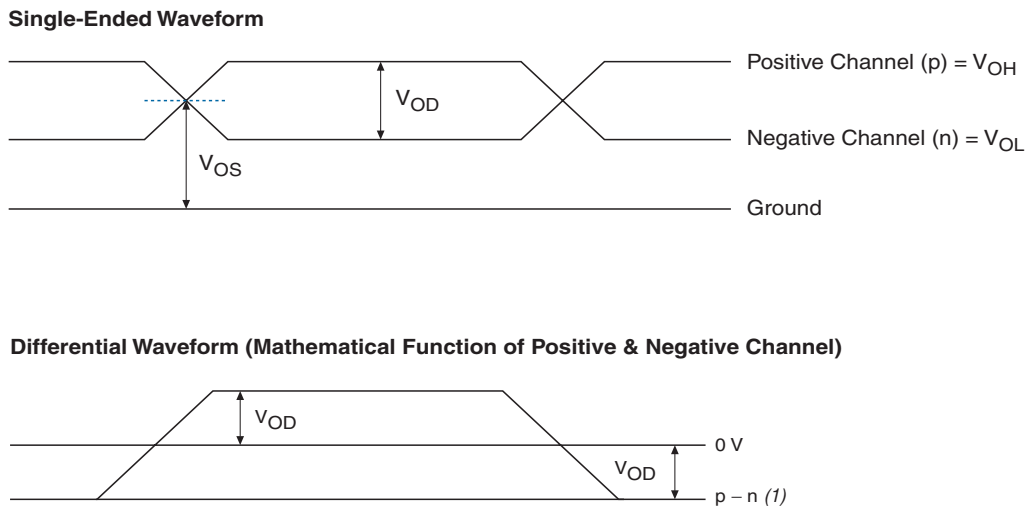 Single-Ended Waveform
Positive Channel (p) = VOH
VOD
Negative Channel (n) = VOL
VOS
Ground
Differential Waveform (Mathematical Function of Positive & Negative Channel)
VOD
0 V
VOD
p – n (1)